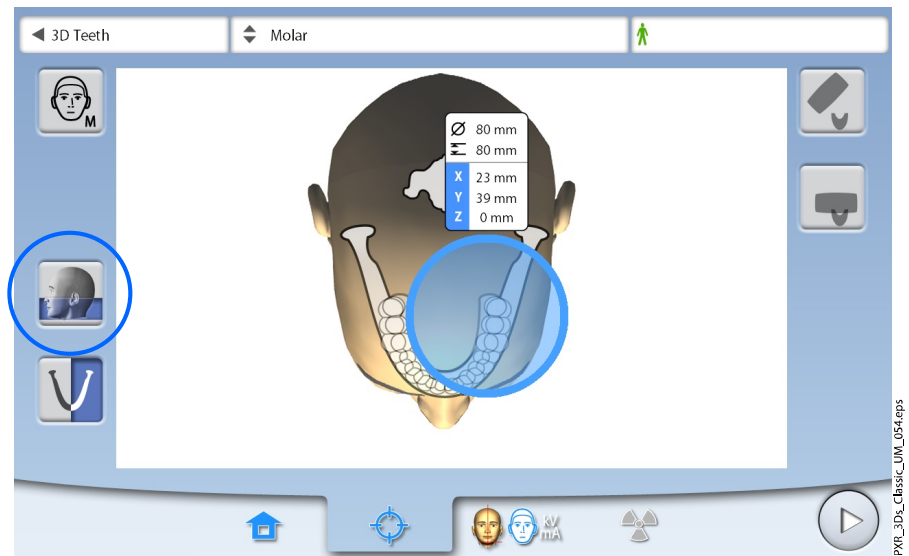 3D Teeth
Molar
M
Ø 80 mm
80 mm
X 23 mm
Y 39 mm
Z 0 mm
kV
mA
PXR_3Ds_Classic_UM_054.eps